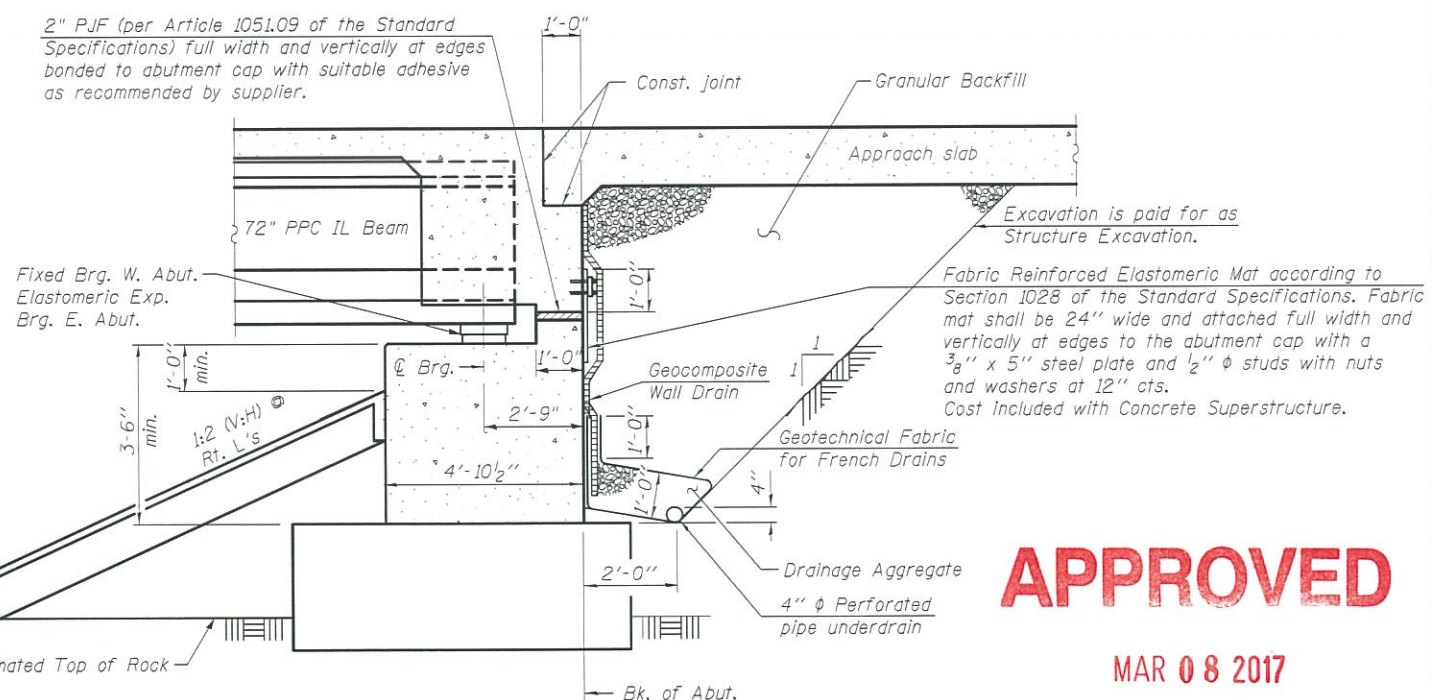 2" PJF (per Article 1051.09 of the Standard
Specifications) full width and vertically at edges
bonded to abutment cap with suitable adhesive
as recommended by supplier.
1'-0"
Const. joint
Granular Backfill
Approach slab
72" PPC IL Beam
Excavation is paid for as
Structure Excavation.
Fixed Brg. W. Abut.
Elastomeric Exp.
Brg. E. Abut.
1'-0"
Fabric Reinforced Elastomeric Mat according to
Section 1028 of the Standard Specifications. Fabric
mat shall be 24" wide and attached full width and
vertically at edges to the abutment cap with a
3/8" x 5" steel plate and 1/2" ϕ studs with nuts
and washers at 12" cts.
Cost included with Concrete Superstructure.
1'-0"
min.
℄ Brg.
1'-0"
Geocomposite
Wall Drain
1
1
3'-6"
min.
1:2 (V:H) @
Rt. L's
2'-9"
1'-0"
Geotechnical Fabric
for French Drains
4'-10 1/2"
1'-0"
4"
2'-0"
Drainage Aggregate
4" ϕ Perforated
pipe underdrain
nated Top of Rock
Bk. of Abut.
APPROVED
MAR 08 2017